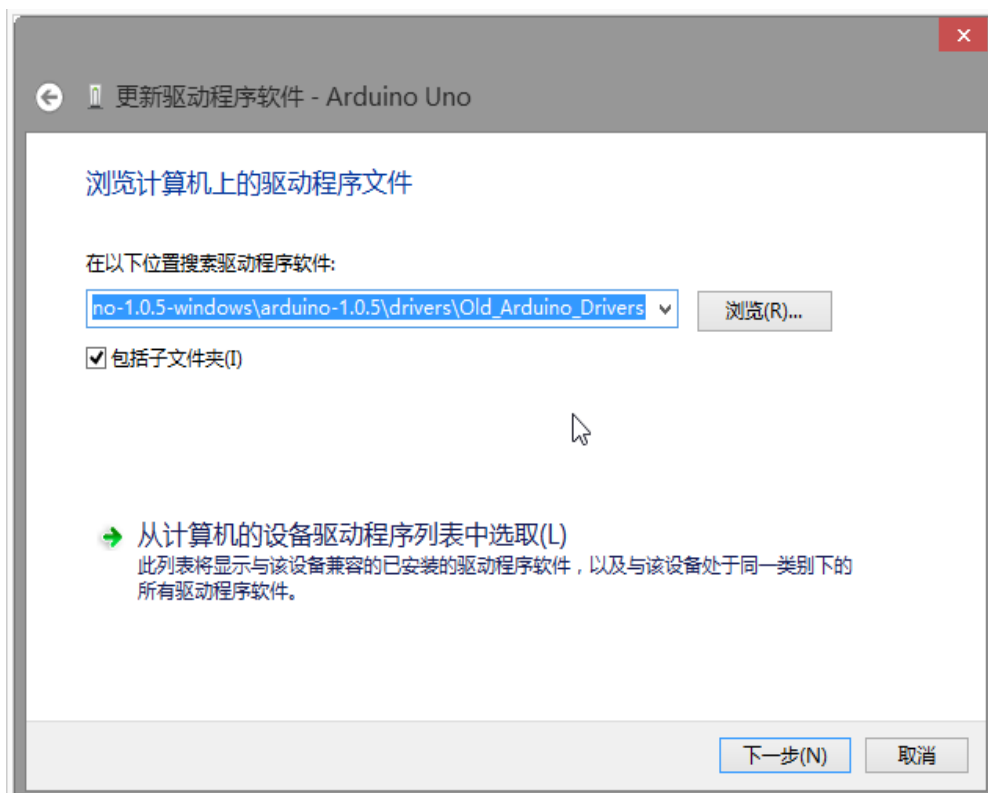 更新驱动程序软件 - Arduino Uno
浏览计算机上的驱动程序文件
在以下位置搜索驱动程序软件:
no-1.0.5-windows\arduino-1.0.5\drivers\Old_Arduino_Drivers
浏览(R)...
包括子文件夹(I)
从计算机的设备驱动程序列表中选取(L)
此列表将显示与该设备兼容的已安装的驱动程序软件，以及与该设备处于同一类别下的
所有驱动程序软件。
下一步(N)
取消